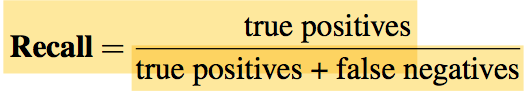 Recall = true positives
true positives + false negatives